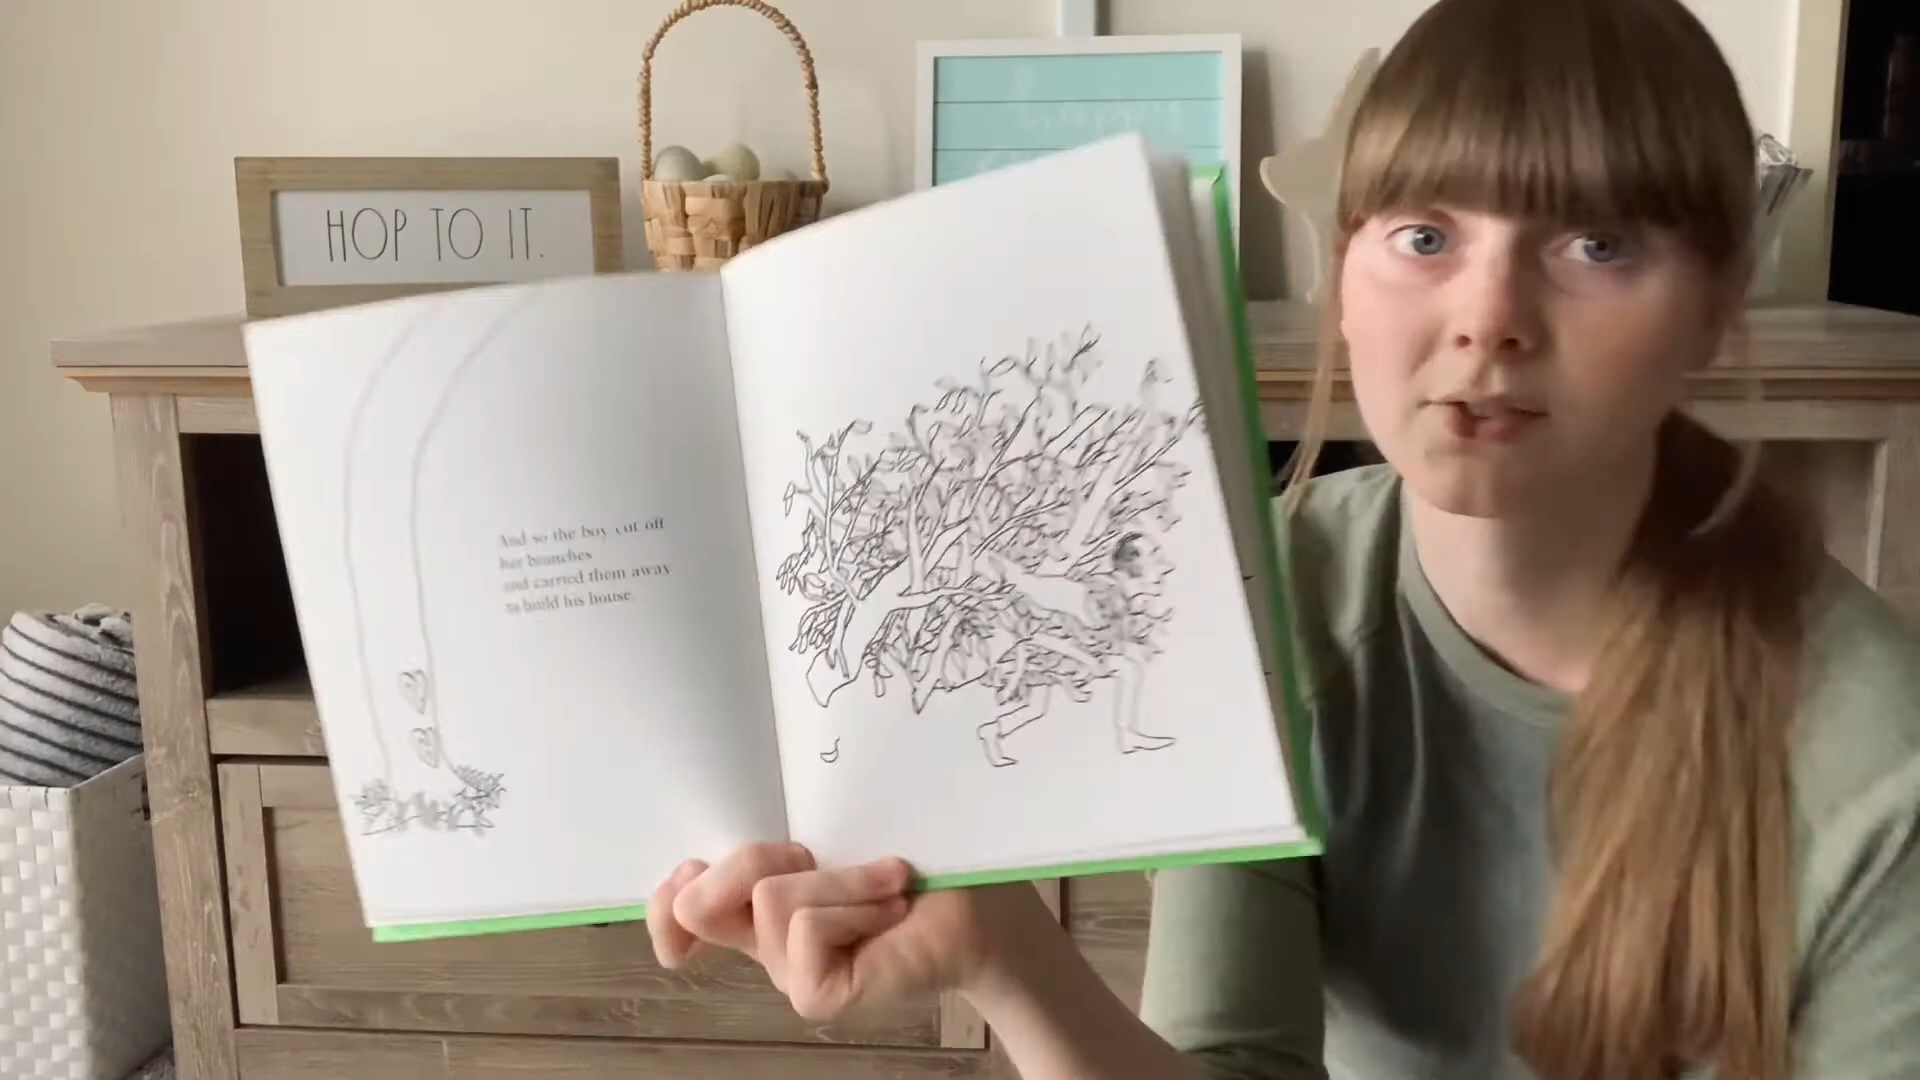 HOP TO IT.
And so the boy cut off
her branches
and carried them away
to build his house.